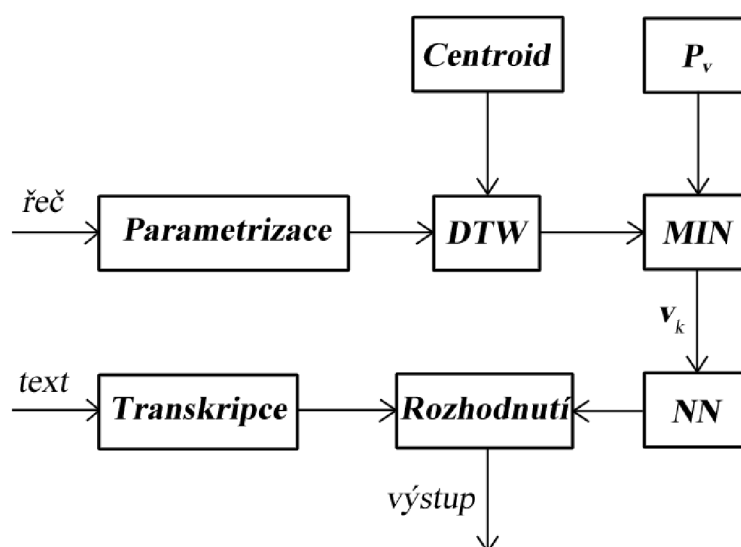 Centroid
P_v
řeč
Parametrizace
DTW
MIN
v_k
text
Transkripce
Rozhodnutí
NN
výstup